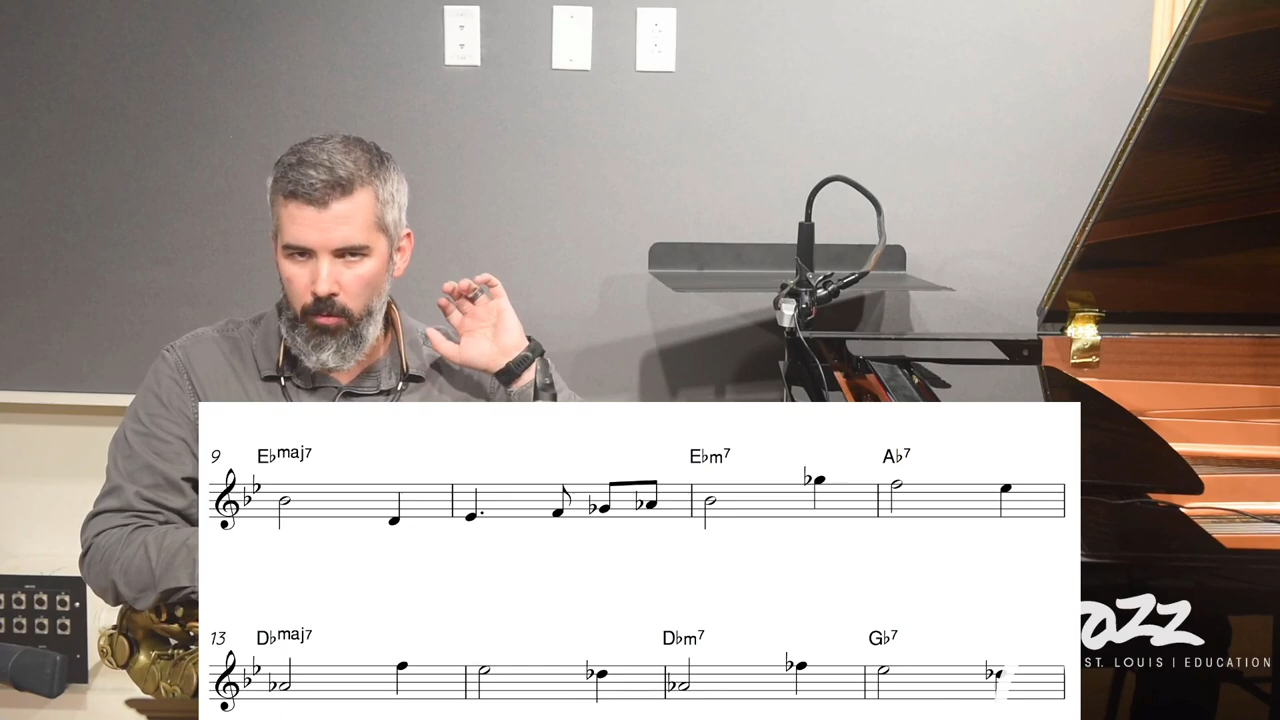 9 E♭maj7 E♭m7 A♭7
13 D♭maj7 D♭m7 G♭7
ST. LOUIS | EDUCATION